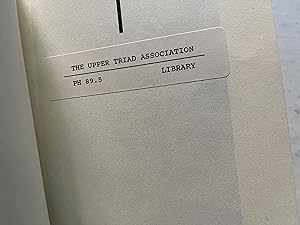 THE UPPER TRIAD ASSOCIATION
PH 89.5 LIBRARY